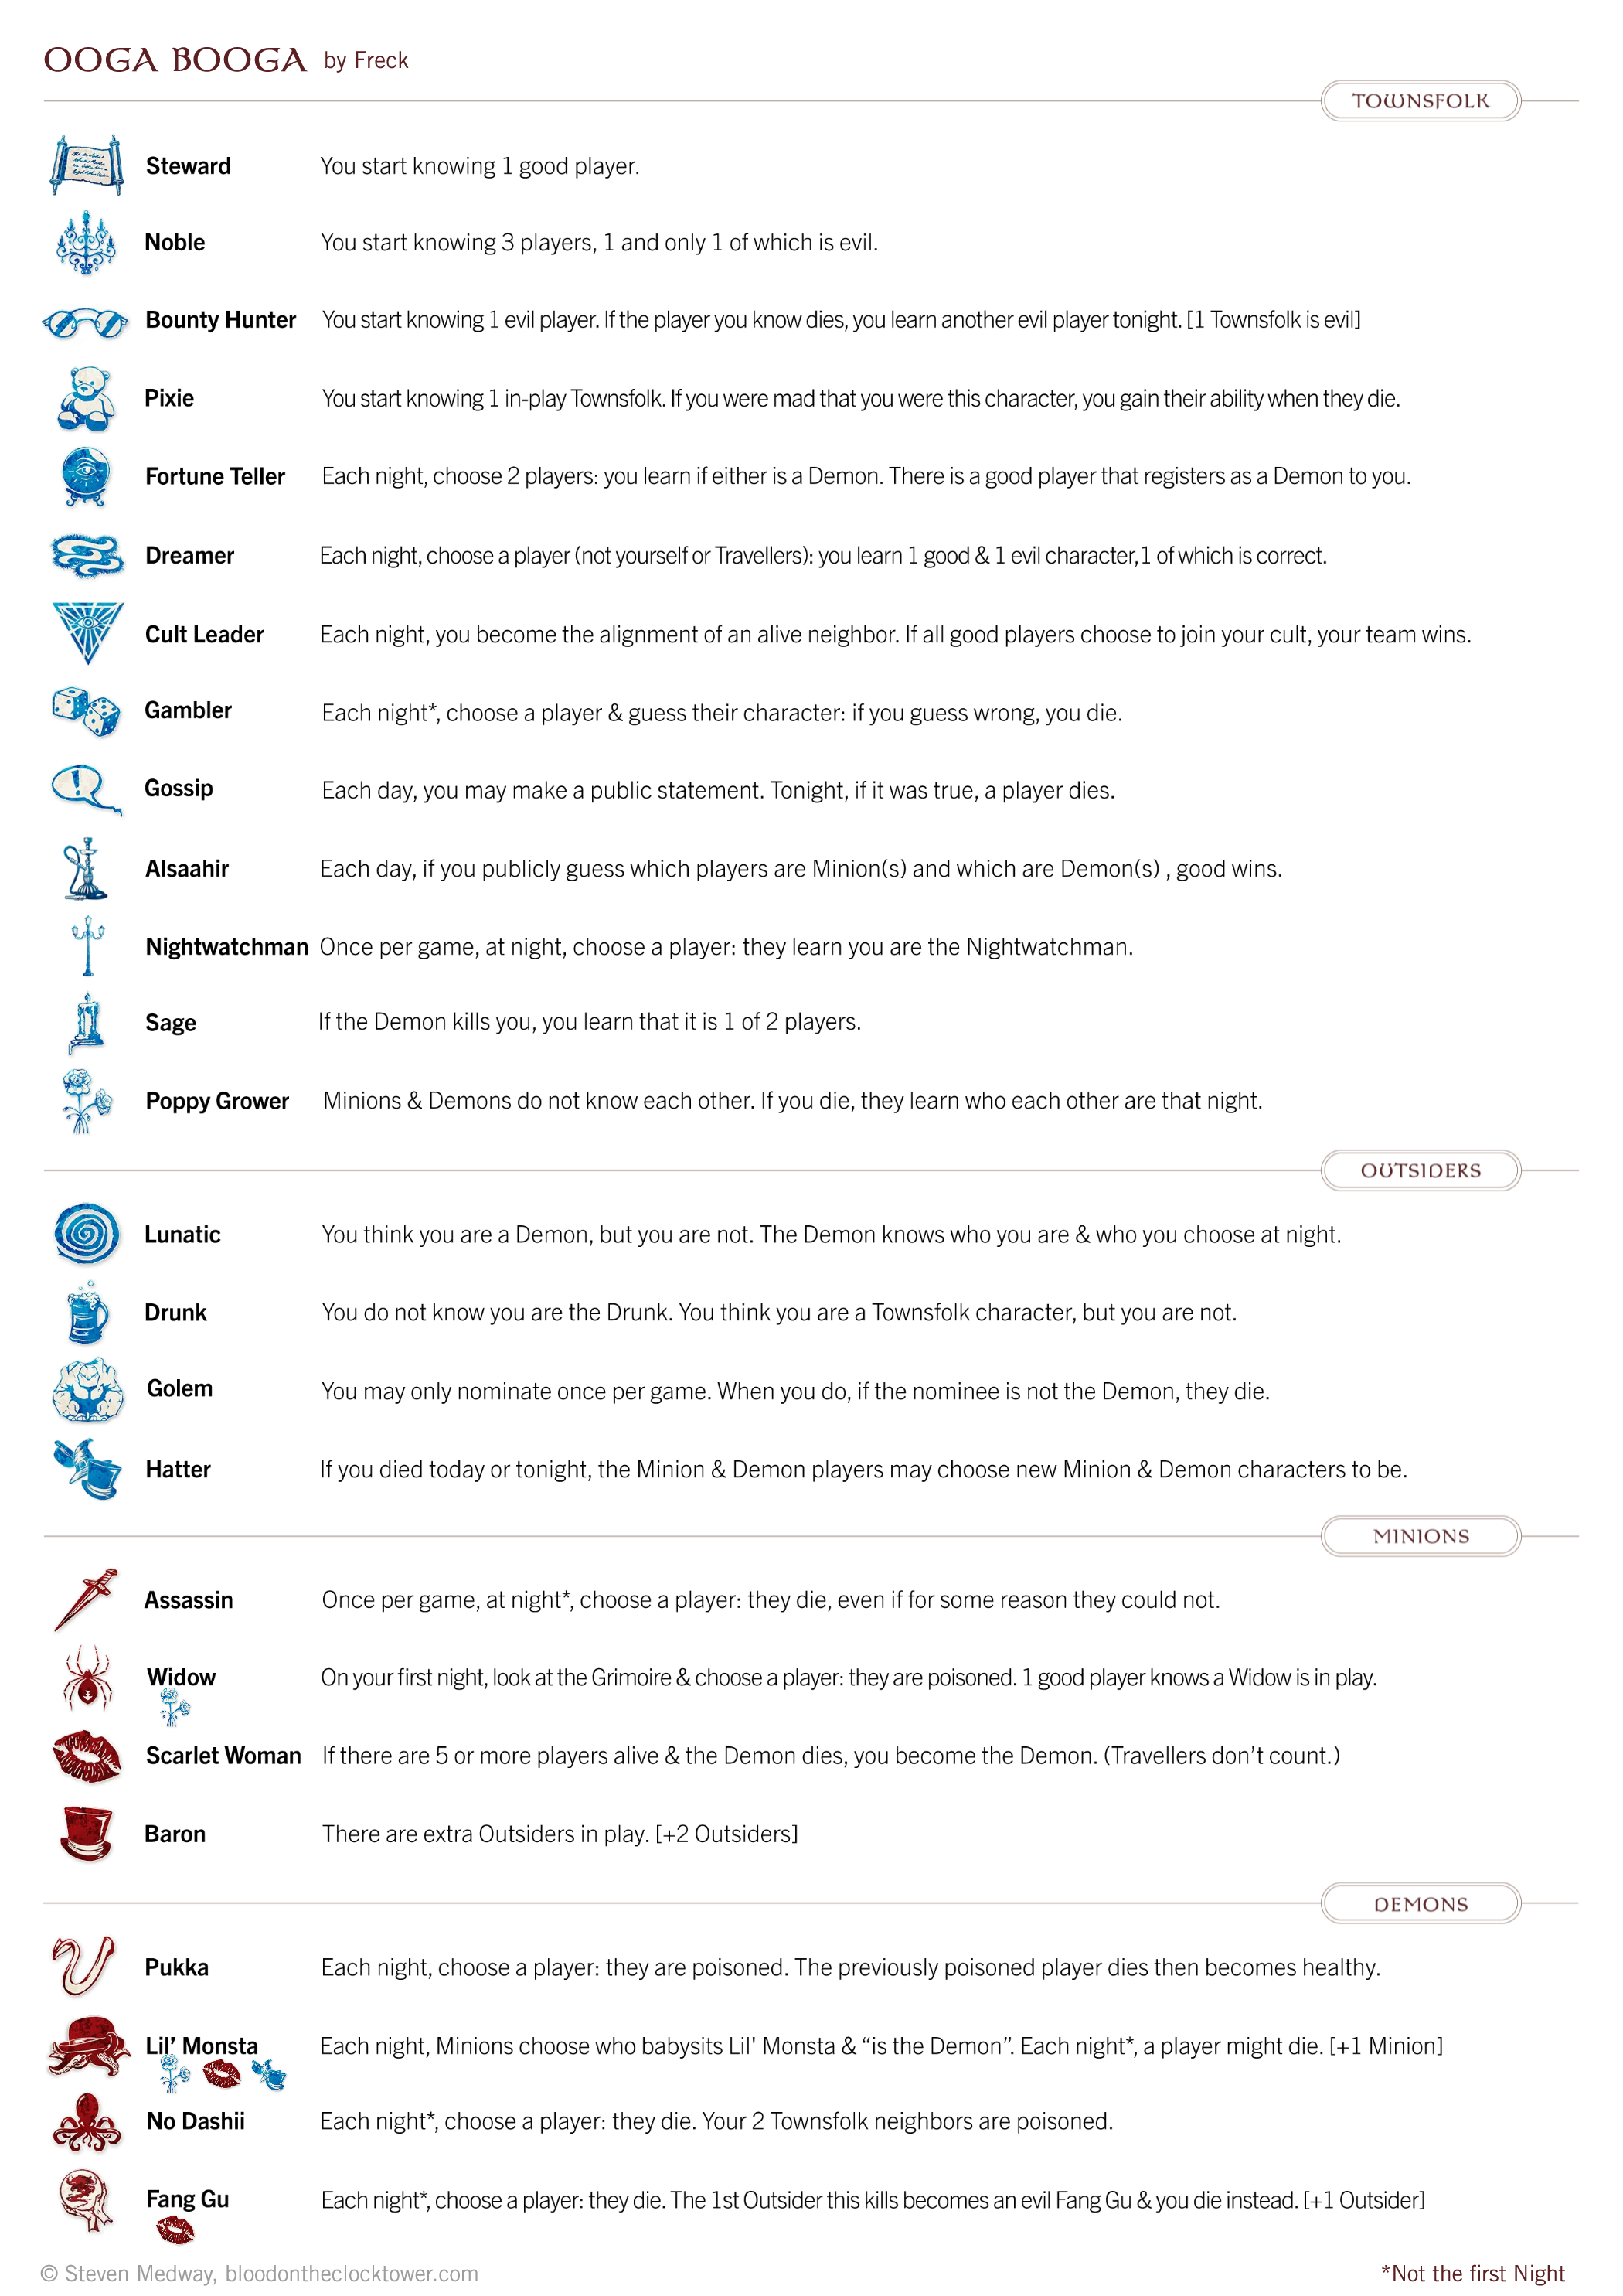 OOGA BOOGA by Freck
TOWNSFOLK
Steward You start knowing 1 good player.
Noble You start knowing 3 players, 1 and only 1 of which is evil.
Bounty Hunter You start knowing 1 evil player. If the player you know dies, you learn another evil player tonight. [1 Townsfolk is evil]
Pixie You start knowing 1 in-play Townsfolk. If you were mad that you were this character, you gain their ability when they die.
Fortune Teller Each night, choose 2 players: you learn if either is a Demon. There is a good player that registers as a Demon to you.
Dreamer Each night, choose a player (not yourself or Travellers): you learn 1 good & 1 evil character,1 of which is correct.
Cult Leader Each night, you become the alignment of an alive neighbor. If all good players choose to join your cult, your team wins.
Gambler Each night*, choose a player & guess their character: if you guess wrong, you die.
Gossip Each day, you may make a public statement. Tonight, if it was true, a player dies.
Alsaahir Each day, if you publicly guess which players are Minion(s) and which are Demon(s) , good wins.
Nightwatchman Once per game, at night, choose a player: they learn you are the Nightwatchman.
Sage If the Demon kills you, you learn that it is 1 of 2 players.
Poppy Grower Minions & Demons do not know each other. If you die, they learn who each other are that night.
OUTSIDERS
Lunatic You think you are a Demon, but you are not. The Demon knows who you are & who you choose at night.
Drunk You do not know you are the Drunk. You think you are a Townsfolk character, but you are not.
Golem You may only nominate once per game. When you do, if the nominee is not the Demon, they die.
Hatter If you died today or tonight, the Minion & Demon players may choose new Minion & Demon characters to be.
MINIONS
Assassin Once per game, at night*, choose a player: they die, even if for some reason they could not.
Widow On your first night, look at the Grimoire & choose a player: they are poisoned. 1 good player knows a Widow is in play.
Scarlet Woman If there are 5 or more players alive & the Demon dies, you become the Demon. (Travellers don’t count.)
Baron There are extra Outsiders in play. [+2 Outsiders]
DEMONS
Pukka Each night, choose a player: they are poisoned. The previously poisoned player dies then becomes healthy.
Lil’ Monsta Each night, Minions choose who babysits Lil' Monsta & “is the Demon”. Each night*, a player might die. [+1 Minion]
No Dashii Each night*, choose a player: they die. Your 2 Townsfolk neighbors are poisoned.
Fang Gu Each night*, choose a player: they die. The 1st Outsider this kills becomes an evil Fang Gu & you die instead. [+1 Outsider]
© Steven Medway, bloodontheclocktower.com *Not the first Night